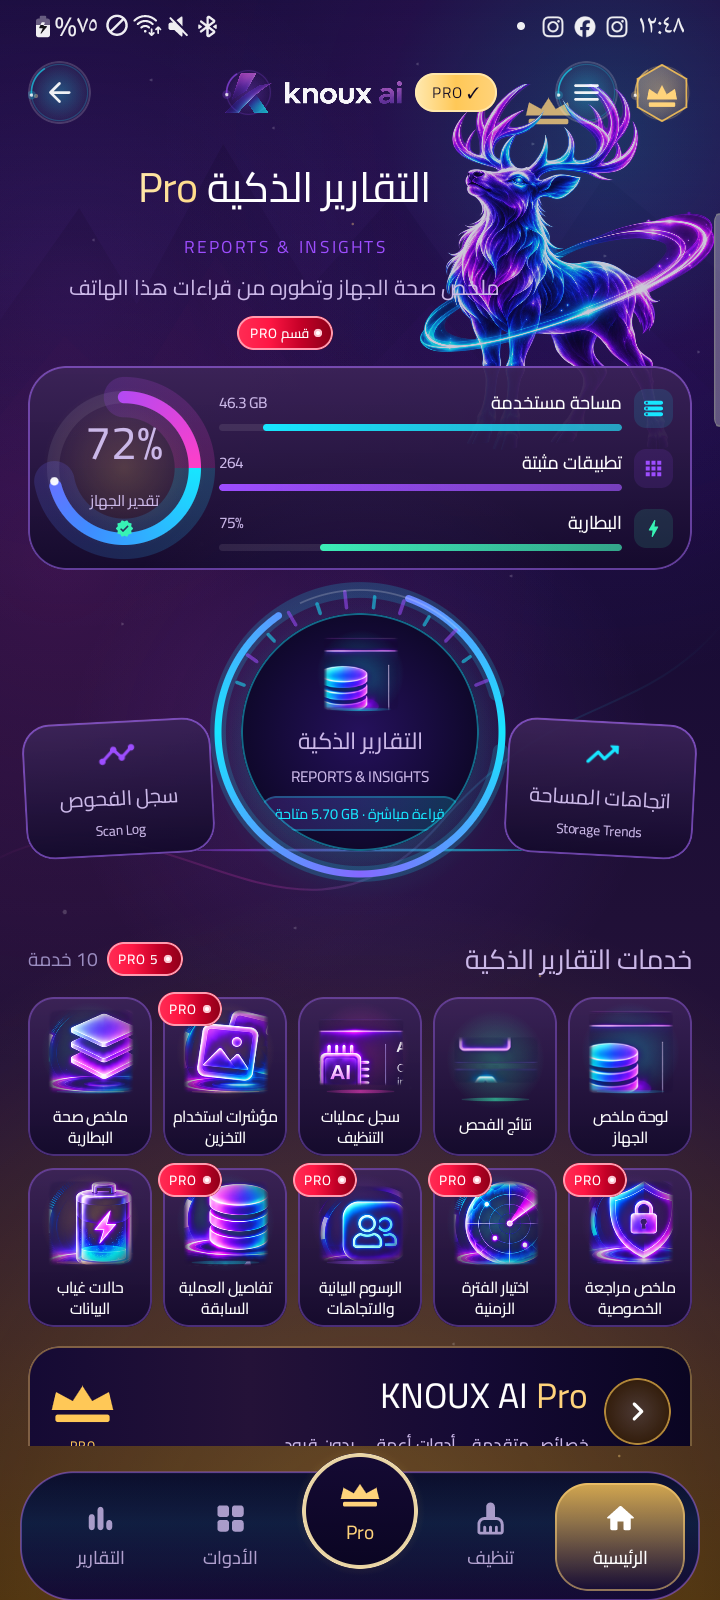 ١٢:٤٨
%٧٥
knoux ai
PRO ✓
التقارير الذكية Pro
REPORTS & INSIGHTS
ملخص صحة الجهاز وتطوره من قراءات هذا الهاتف
قسم PRO
72%
تقدير الجهاز
مساحة مستخدمة
46.3 GB
تطبيقات مثبتة
264
البطارية
75%
التقارير الذكية
REPORTS & INSIGHTS
قراءة مباشرة · 5.70 GB متاحة
اتجاهات المساحة
Storage Trends
سجل الفحوص
Scan Log
خدمات التقارير الذكية
PRO 5
10 خدمة
لوحة ملخص
الجهاز
نتائج الفحص
AI
سجل عمليات
التنظيف
PRO
مؤشرات استخدام
التخزين
ملخص صحة
البطارية
PRO
ملخص مراجعة
الخصوصية
PRO
اختيار الفترة
الزمنية
PRO
الرسوم البيانية
والاتجاهات
PRO
تفاصيل العملية
السابقة
حالات غياب
البيانات
KNOUX AI Pro
الرئيسية
تنظيف
Pro
الأدوات
التقارير